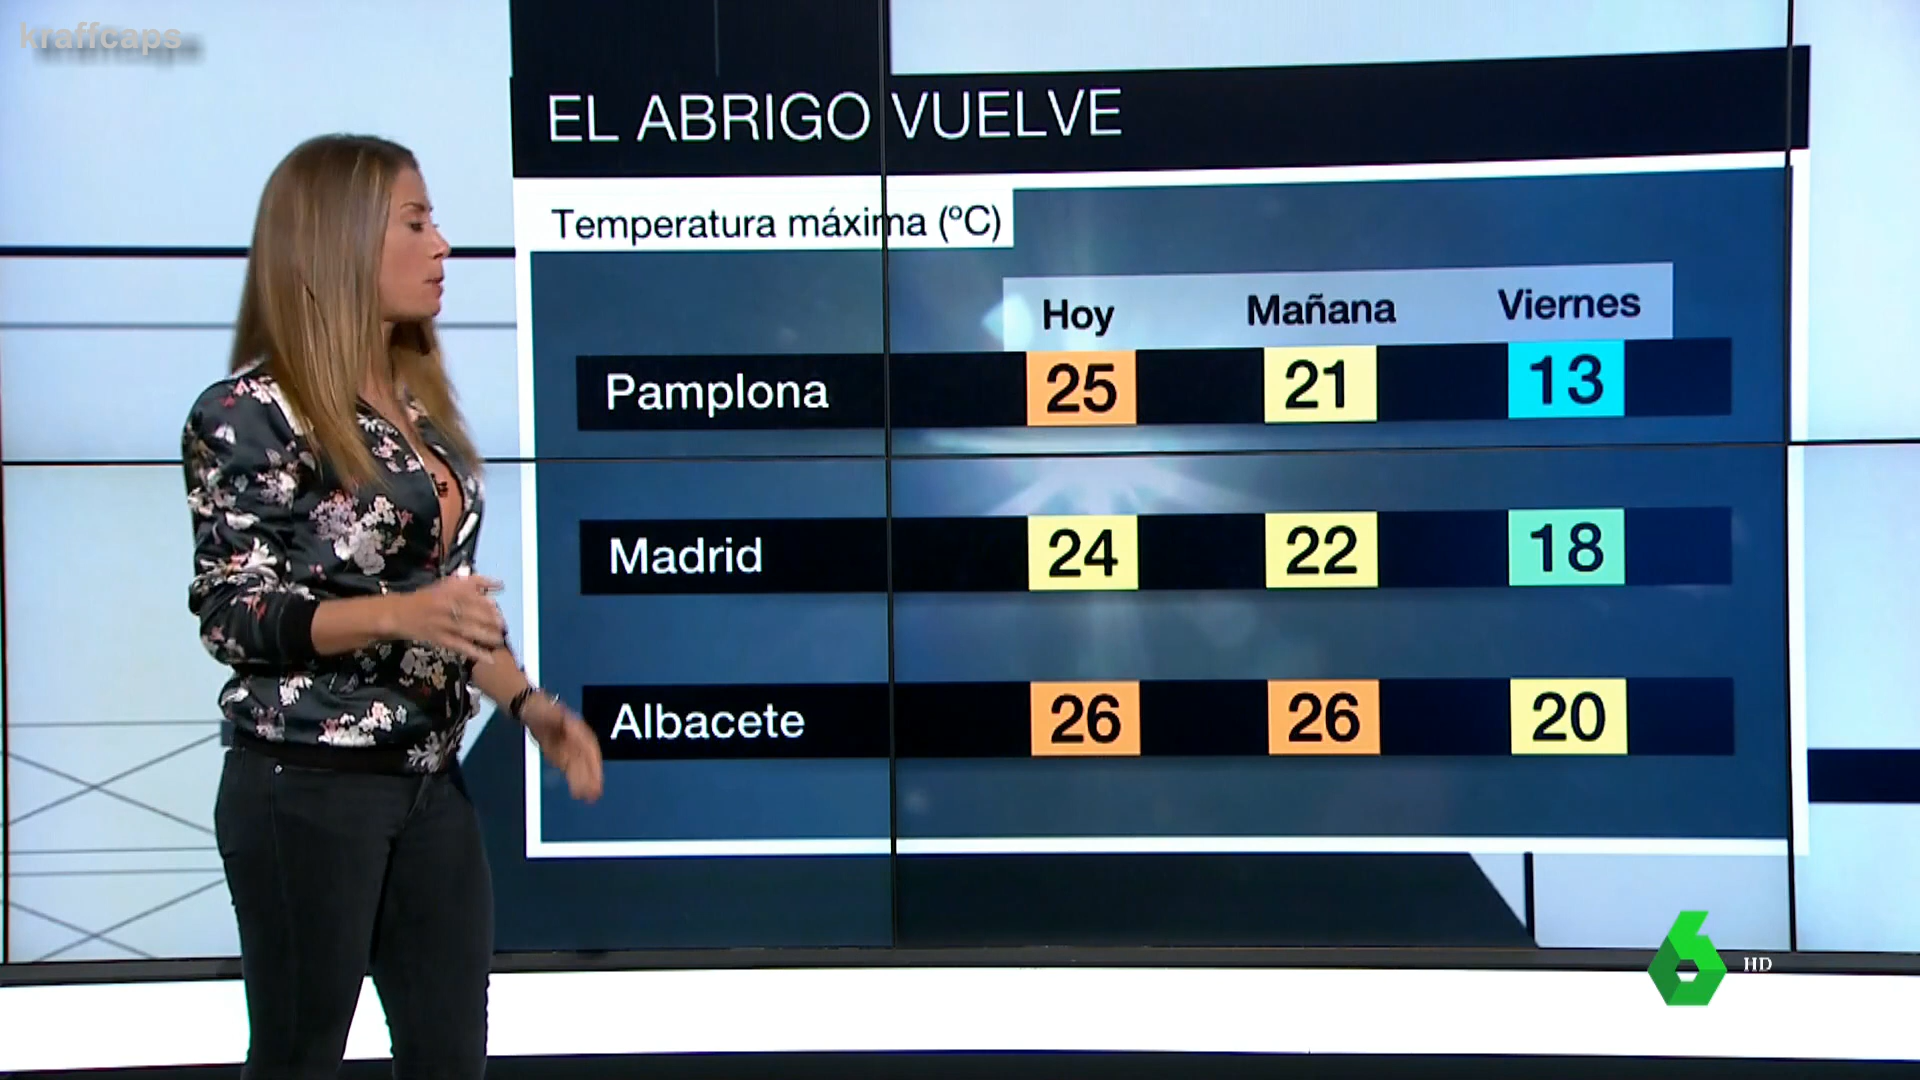 kraffcaps
EL ABRIGO VUELVE
Temperatura máxima (ºC)
Hoy Mañana Viernes
Pamplona 25 21 13
Madrid 24 22 18
Albacete 26 26 20
6 HD